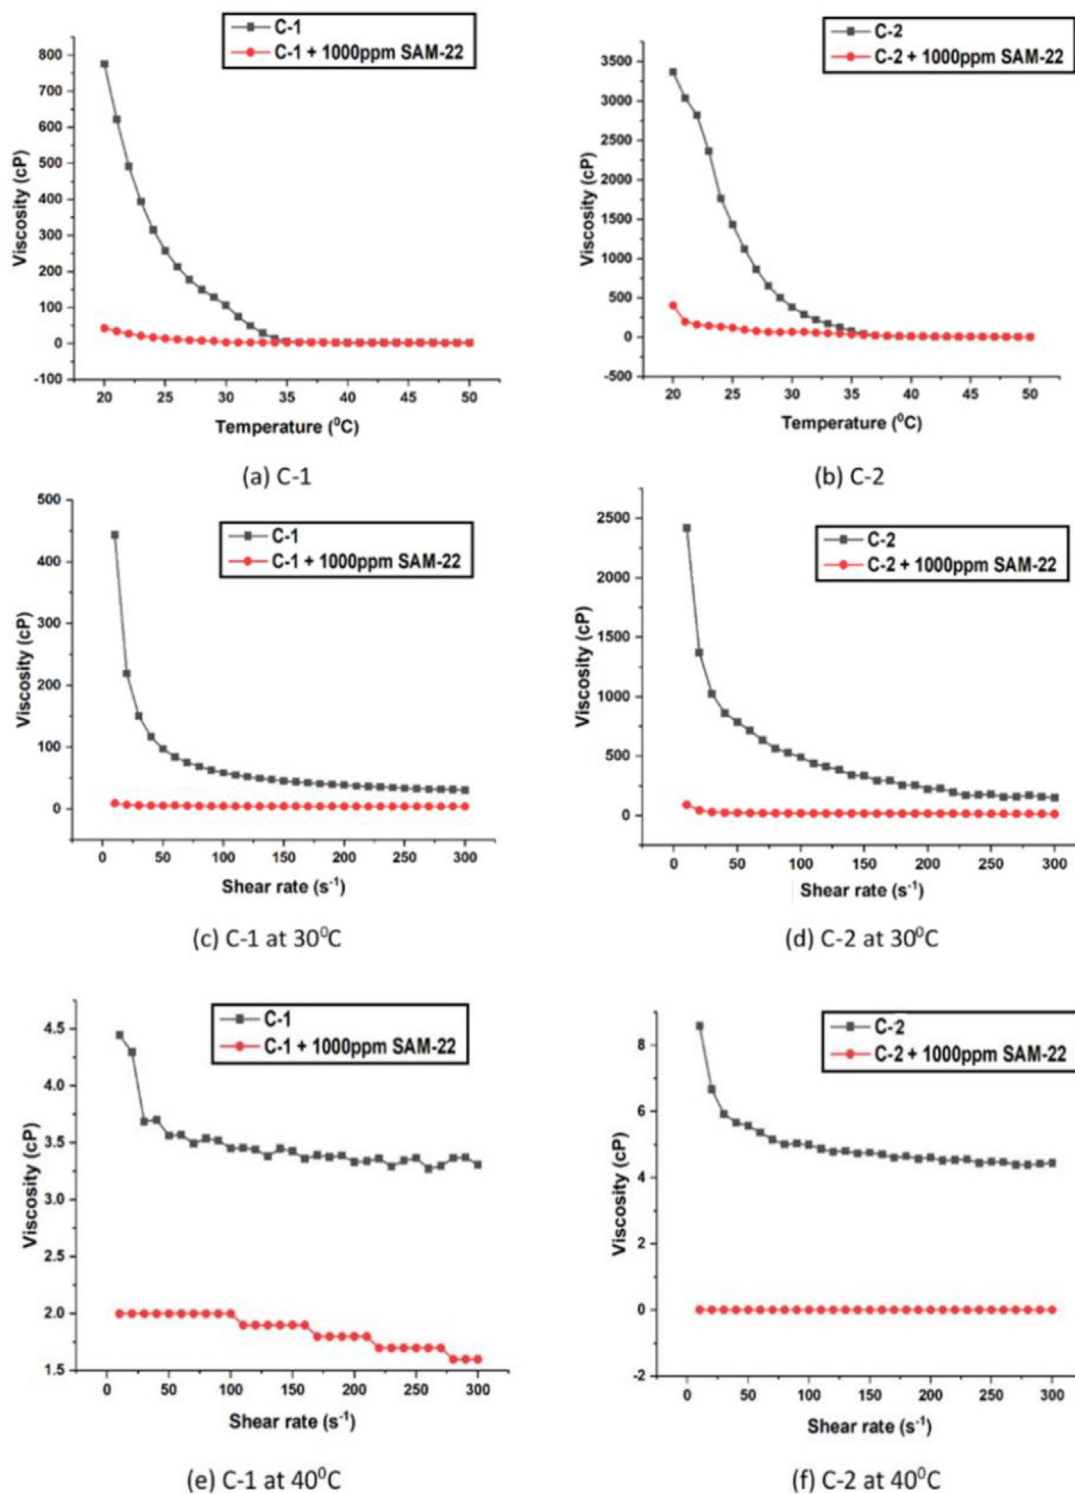 C-1
C-1 + 1000ppm SAM-22
800
700
600
500
400
300
200
100
0
-100
Viscosity (cP)
20 25 30 35 40 45 50
Temperature (⁰C)
(a) C-1
C-2
C-2 + 1000ppm SAM-22
3500
3000
2500
2000
1500
1000
500
0
-500
Viscosity (cP)
20 25 30 35 40 45 50
Temperature (⁰C)
(b) C-2
C-1
C-1 + 1000ppm SAM-22
500
400
300
200
100
0
Viscosity (cP)
0 50 100 150 200 250 300
Shear rate (s⁻¹)
(c) C-1 at 30⁰C
C-2
C-2 + 1000ppm SAM-22
2500
2000
1500
1000
500
0
Viscosity (cP)
0 50 100 150 200 250 300
Shear rate (s⁻¹)
(d) C-2 at 30⁰C
C-1
C-1 + 1000ppm SAM-22
4.5
4.0
3.5
3.0
2.5
2.0
1.5
Viscosity (cP)
0 50 100 150 200 250 300
Shear rate (s⁻¹)
(e) C-1 at 40⁰C
C-2
C-2 + 1000ppm SAM-22
8
6
4
2
0
-2
Viscosity (cP)
0 50 100 150 200 250 300
Shear rate (s⁻¹)
(f) C-2 at 40⁰C